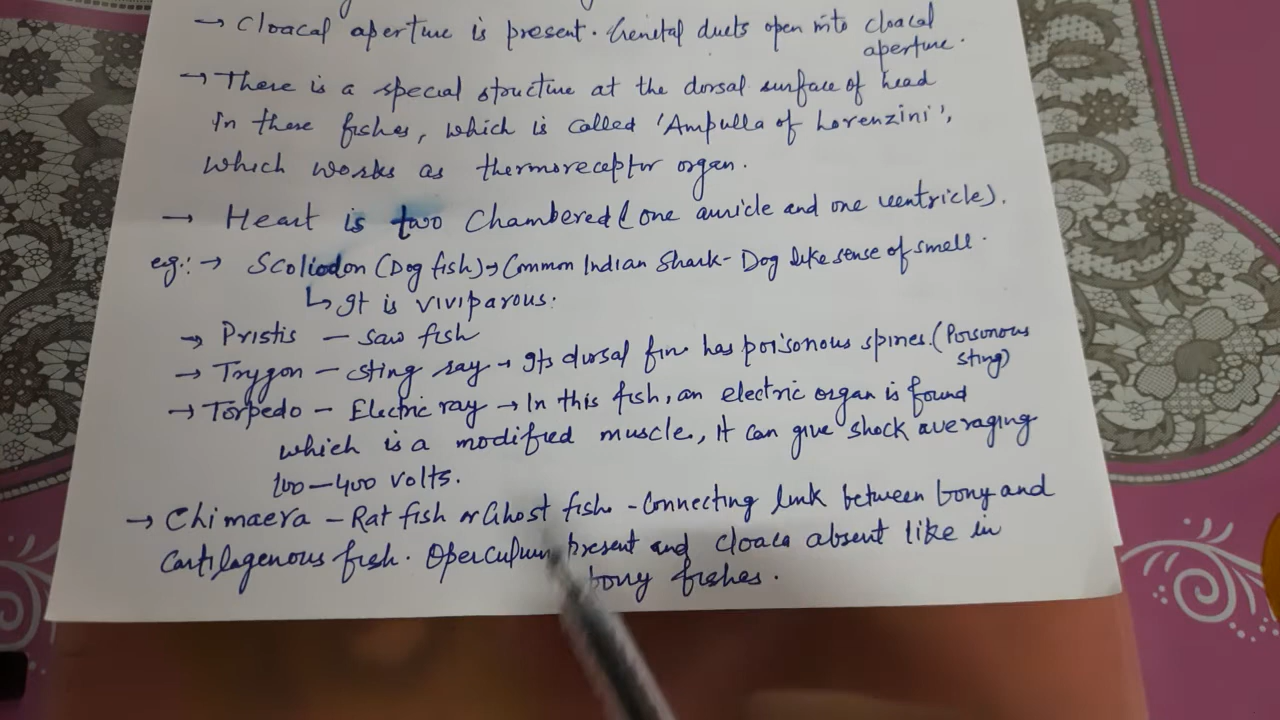 → Cloacal aperture is present. Genital ducts open into cloacal
aperture.
→ There is a special structure at the dorsal surface of head
In these fishes, which is called 'Ampulla of Lorenzini',
which works as thermoreceptor organ.
→ Heart is two Chambered (one auricle and one ventricle).
eg.: → Scoliodon (Dog fish) → Common Indian Shark - Dog like sense of smell.
↳ It is viviparous.
→ Pristis – Saw fish
→ Trygon – sting ray → Its dorsal fin has poisonous spines. (Poisonous
sting)
→ Torpedo – Electric ray → In this fish, an electric organ is found
which is a modified muscle, It can give shock averaging
200–400 volts.
→ Chimaera – Rat fish or Ghost fish - Connecting link between bony and
Cartilagenous fish. Operculum present and cloaca absent like in
bony fishes.